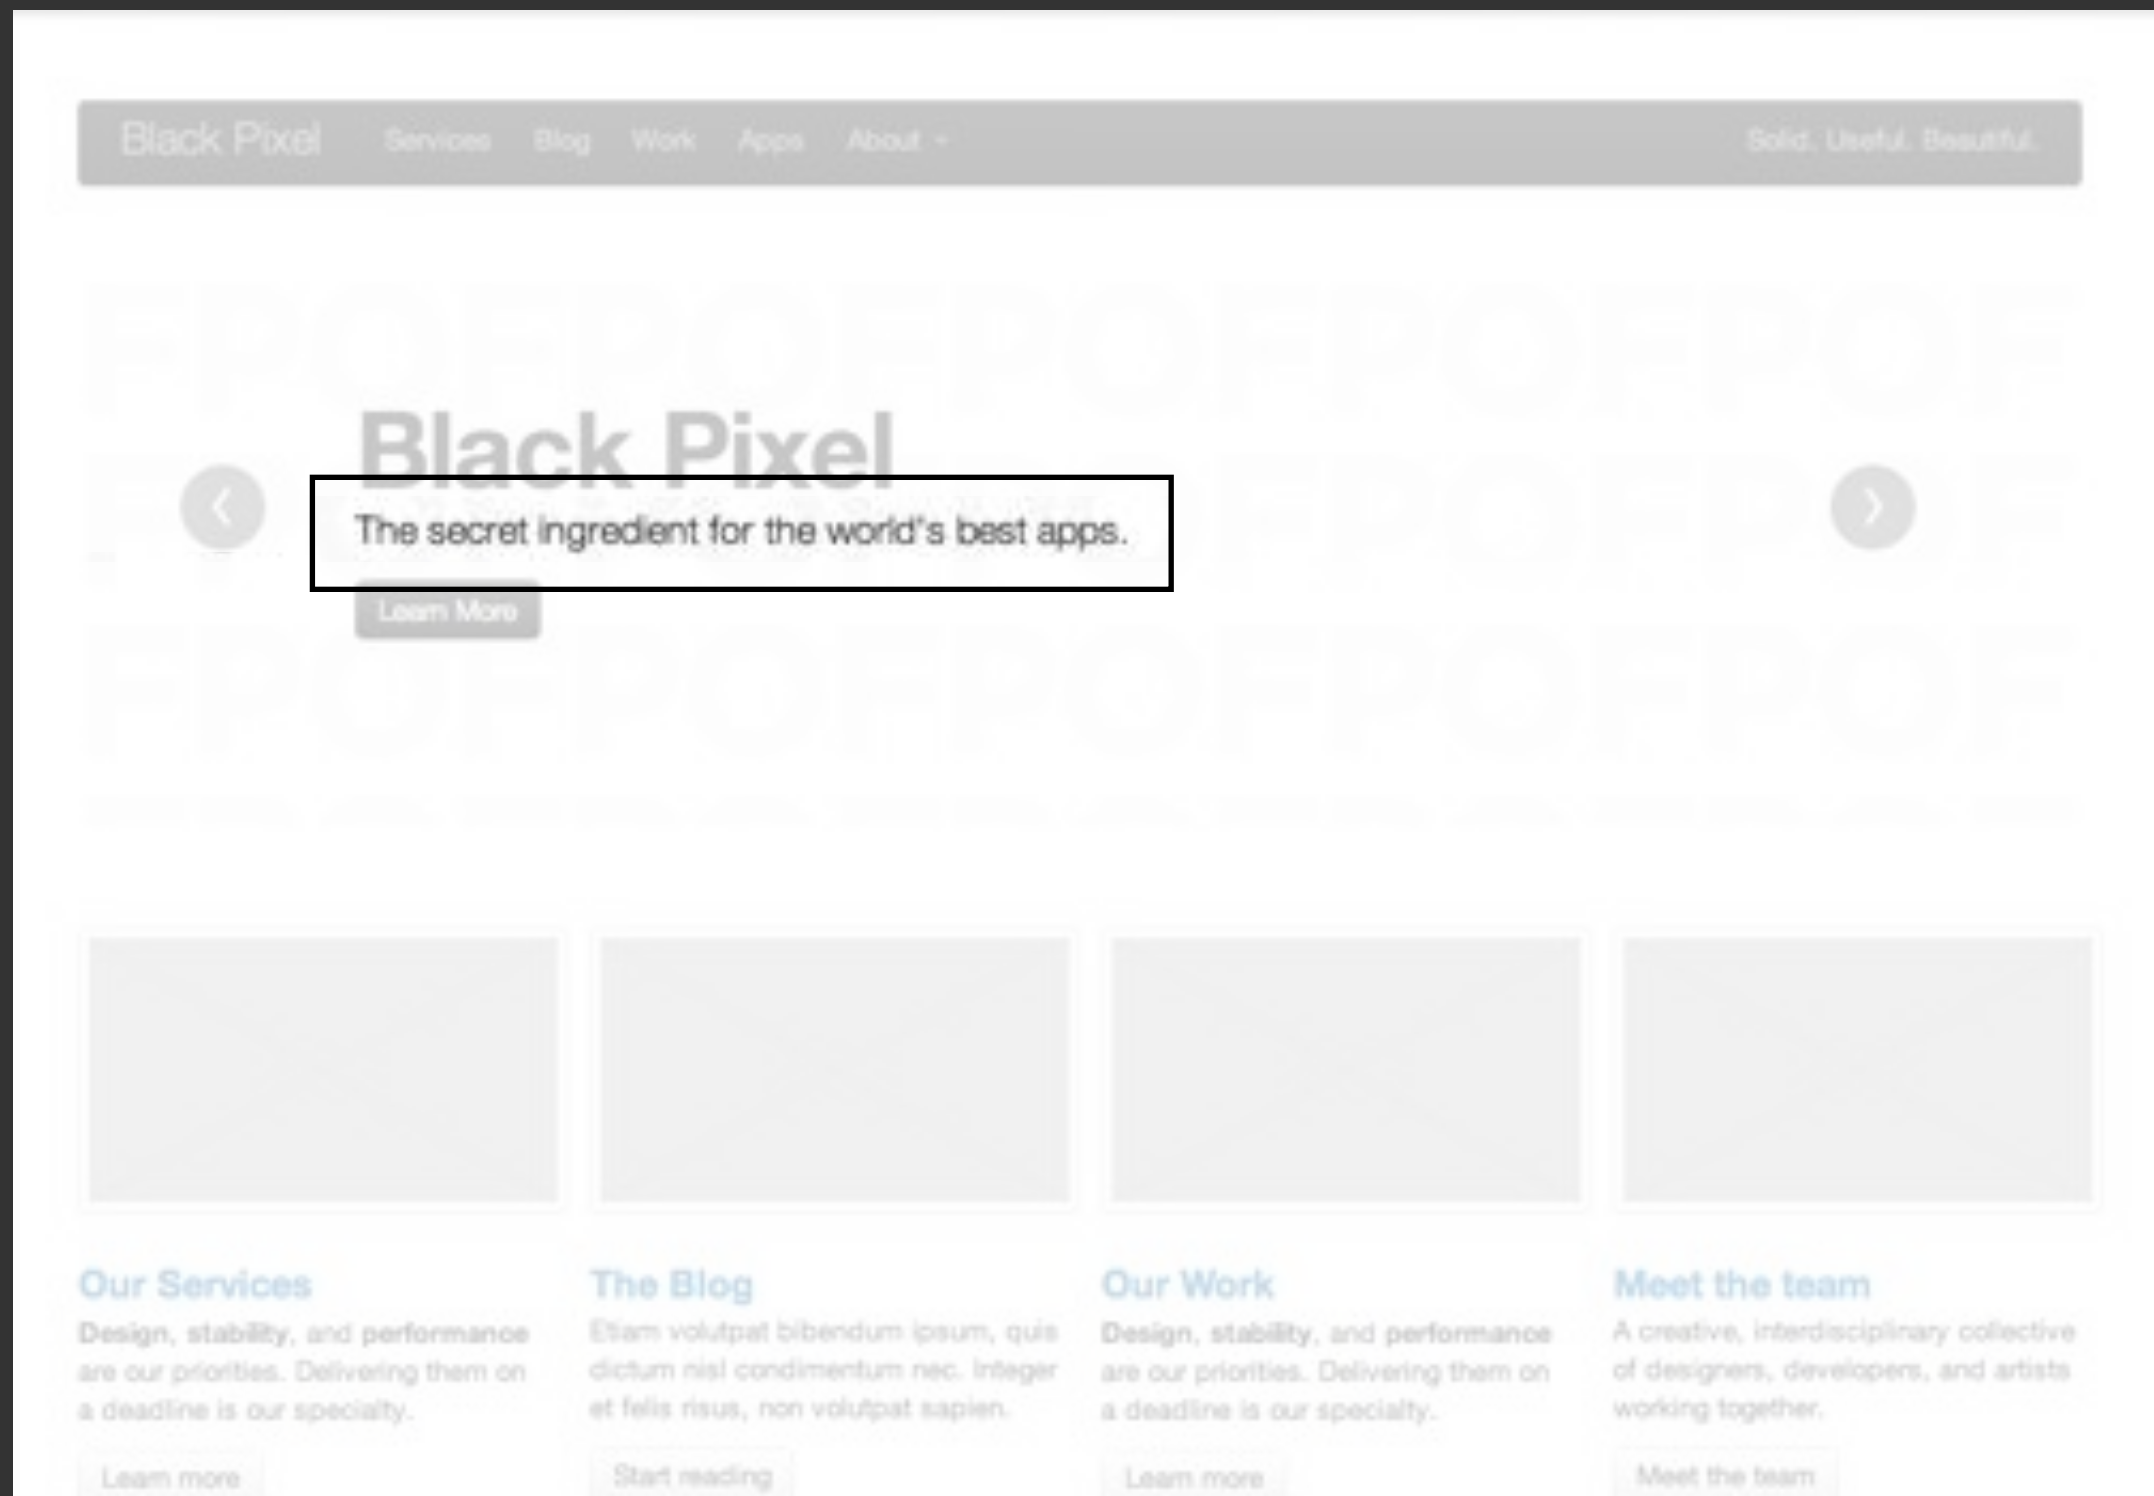 Black Pixel Services Blog Work Apps About Solid. Useful. Beautiful.
Black Pixel
The secret ingredient for the world's best apps.
Learn More
Our Services
Design, stability, and performance
are our priorities. Delivering them on
a deadline is our specialty.
Learn more
The Blog
Etiam volutpat bibendum ipsum, quis
dictum nisl condimentum nec. Integer
et felis risus, non volutpat sapien.
Start reading
Our Work
Design, stability, and performance
are our priorities. Delivering them on
a deadline is our specialty.
Learn more
Meet the team
A creative, interdisciplinary collective
of designers, developers, and artists
working together.
Meet the team